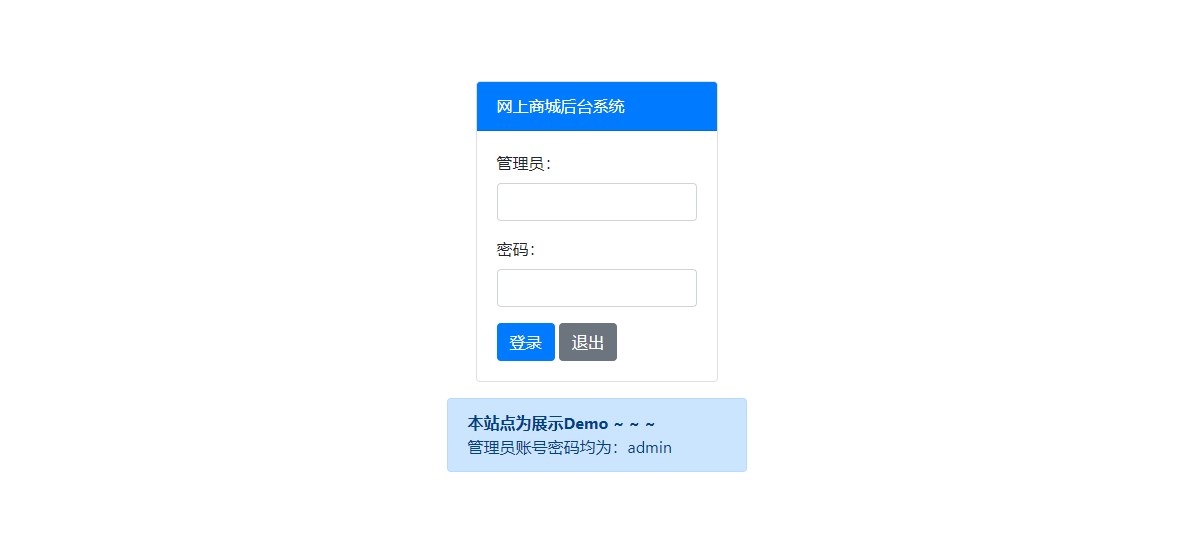 网上商城后台系统
管理员：
密码：
登录 退出
本站点为展示Demo ~ ~ ~
管理员账号密码均为：admin